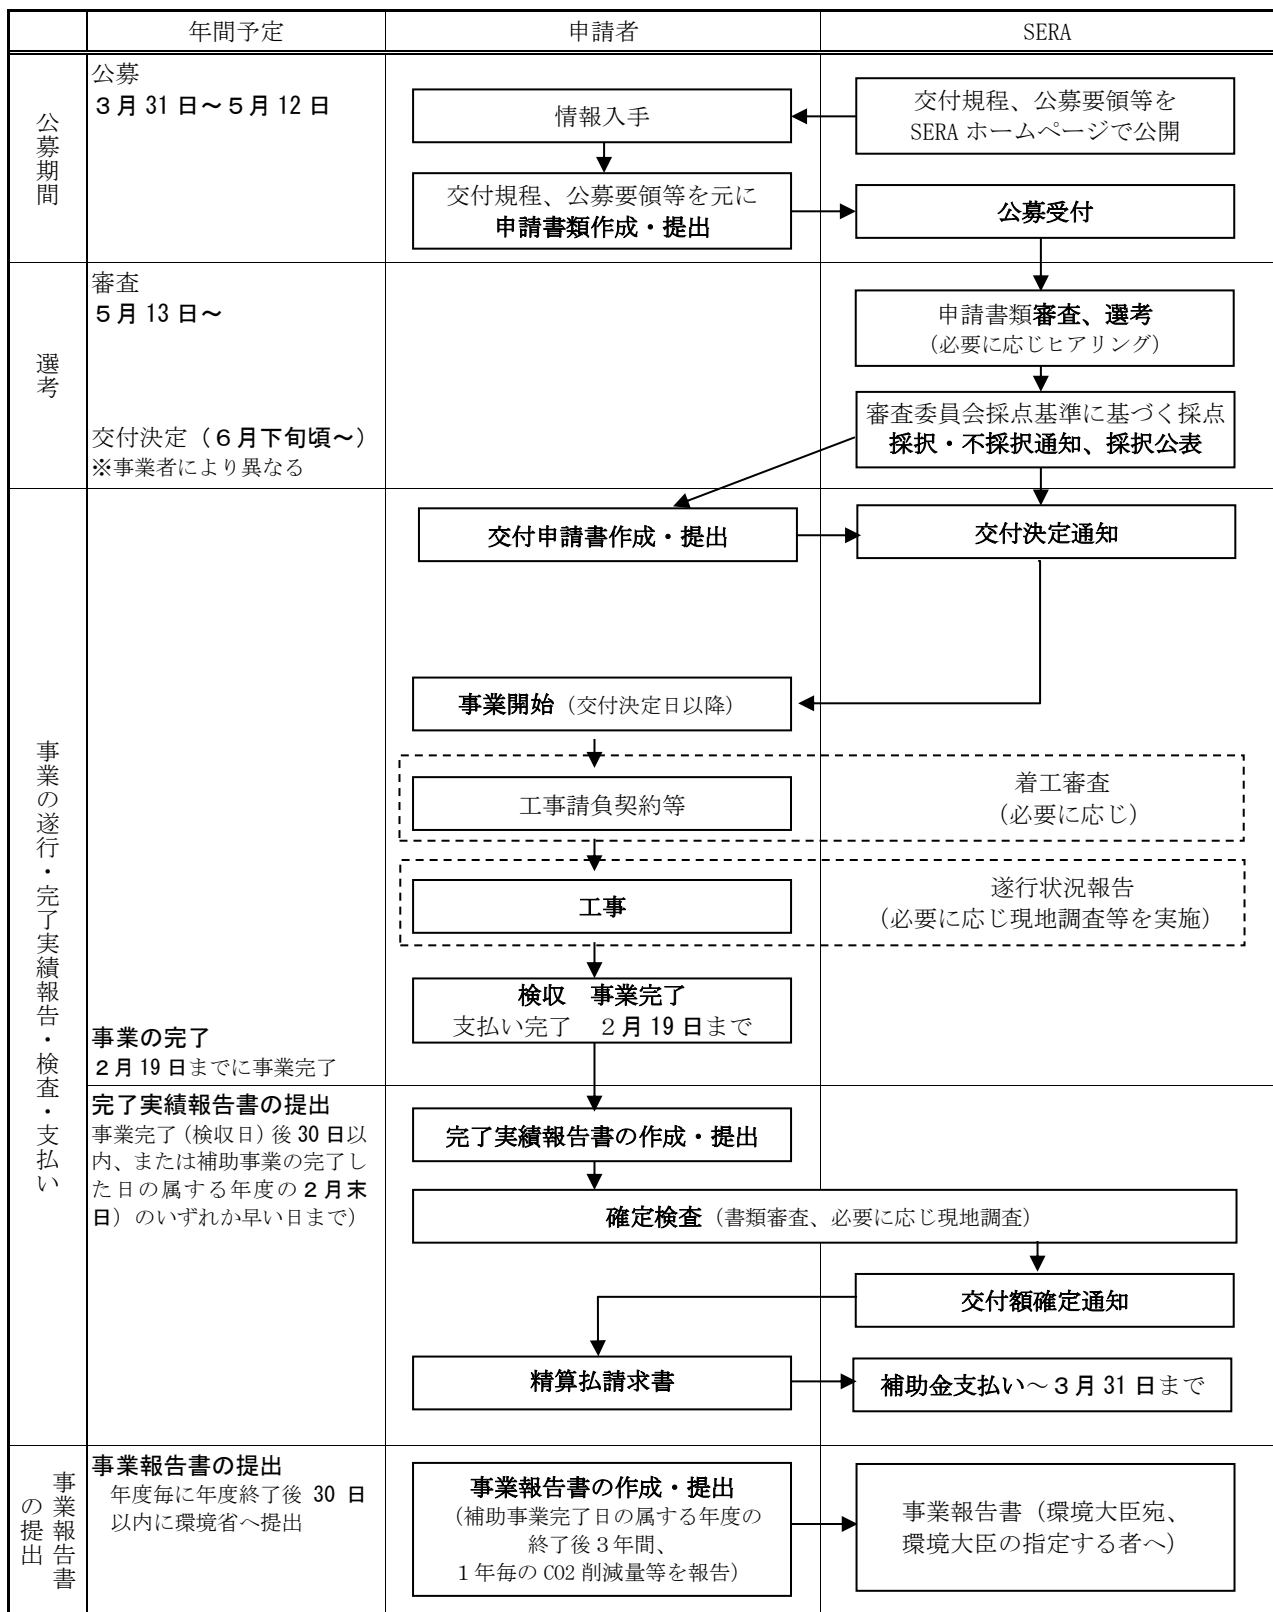 年間予定
申請者
SERA
公募期間
公募
３月 31 日～５月 12 日
情報入手
交付規程、公募要領等を
SERA ホームページで公開
交付規程、公募要領等を元に
申請書類作成・提出
公募受付
選考
審査
５月 13 日～
交付決定（６月下旬頃～）
※事業者により異なる
申請書類審査、選考
（必要に応じヒアリング）
審査委員会採点基準に基づく採点
採択・不採択通知、採択公表
事業の遂行・完了実績報告・検査・支払い
交付申請書作成・提出
交付決定通知
事業開始（交付決定日以降）
工事請負契約等
着工審査
（必要に応じ）
工事
遂行状況報告
（必要に応じ現地調査等を実施）
検収　事業完了
支払い完了　２月 19 日まで
事業の完了
２月 19 日までに事業完了
完了実績報告書の提出
事業完了（検収日）後 30 日以
内、または補助事業の完了し
た日の属する年度の２月末
日）のいずれか早い日まで）
完了実績報告書の作成・提出
確定検査（書類審査、必要に応じ現地調査）
交付額確定通知
精算払請求書
補助金支払い～３月 31 日まで
事業報告書
の提出
事業報告書の提出
年度毎に年度終了後 30 日
以内に環境省へ提出
事業報告書の作成・提出
（補助事業完了日の属する年度の
終了後３年間、
１年毎の CO2 削減量等を報告）
事業報告書（環境大臣宛、
環境大臣の指定する者へ）